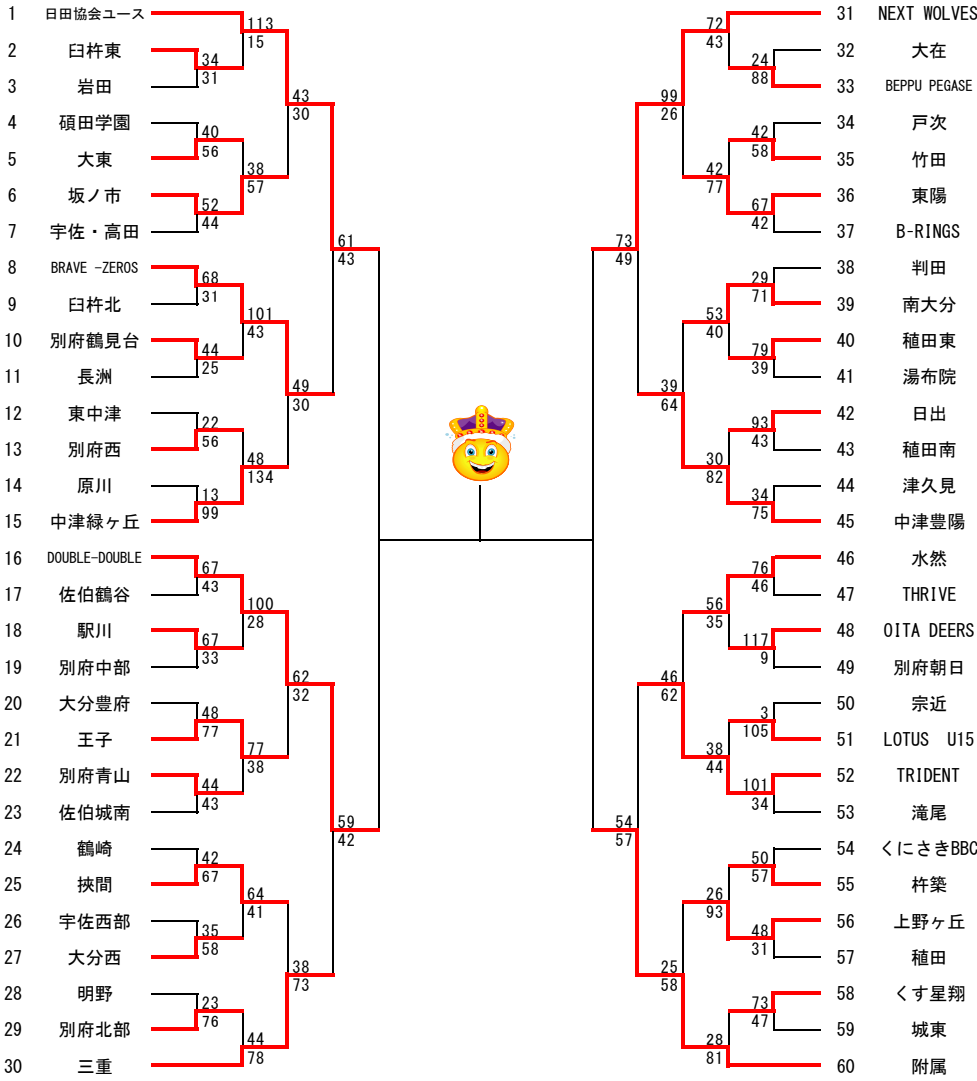 1 日田協会ユース
113
15
2 臼杵東
34
31
3 岩田
43
30
4 碩田学園
40
56
5 大東
38
57
6 坂ノ市
52
44
7 宇佐・高田
61
43
8 BRAVE -ZEROS
68
31
9 臼杵北
101
43
10 別府鶴見台
44
25
11 長洲
49
30
12 東中津
22
56
13 別府西
48
134
14 原川
13
99
15 中津緑ヶ丘
16 DOUBLE-DOUBLE
67
43
17 佐伯鶴谷
100
28
18 駅川
67
33
19 別府中部
62
32
20 大分豊府
48
77
21 王子
77
38
22 別府青山
44
43
23 佐伯城南
59
42
24 鶴崎
42
67
25 挾間
64
41
26 宇佐西部
35
58
27 大分西
38
73
28 明野
23
76
29 別府北部
44
78
30 三重
31 NEXT WOLVES
72
43
32 大在
24
88
33 BEPPU PEGASE
99
26
34 戸次
42
58
35 竹田
42
77
36 東陽
67
42
37 B-RINGS
73
49
38 判田
29
71
39 南大分
53
40
40 稙田東
79
39
41 湯布院
39
64
42 日出
93
43
43 稙田南
30
82
44 津久見
34
75
45 中津豊陽
46 水然
76
46
47 THRIVE
56
35
48 OITA DEERS
117
9
49 別府朝日
46
62
50 宗近
3
105
51 LOTUS U15
38
44
52 TRIDENT
101
34
53 滝尾
54
57
54 くにさきBBC
50
57
55 杵築
26
93
56 上野ヶ丘
48
31
57 稙田
25
58
58 くす星翔
73
47
59 城東
28
81
60 附属